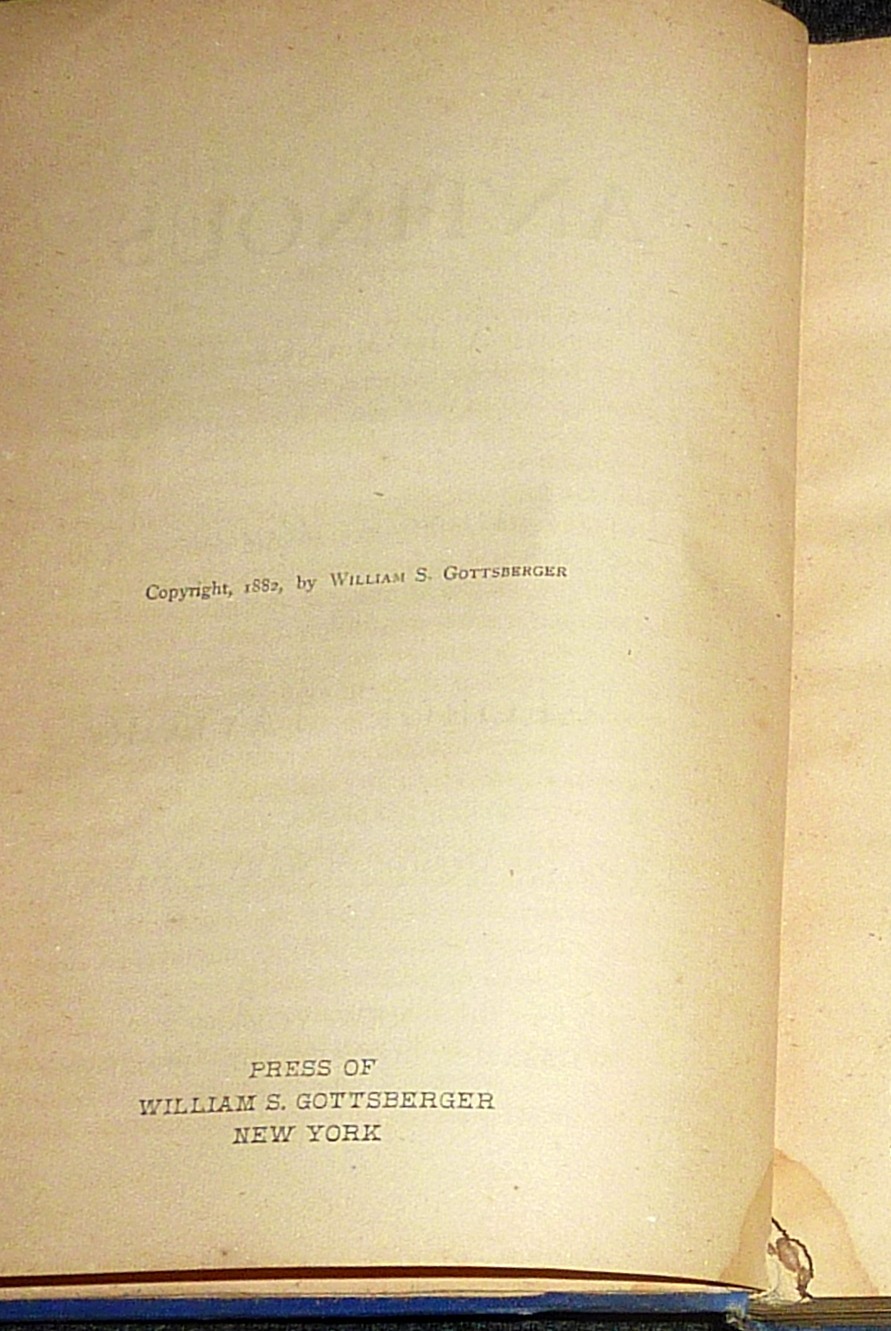 Copyright, 1882, by WILLIAM S. GOTTSBERGER
PRESS OF
WILLIAM S. GOTTSBERGER
NEW YORK